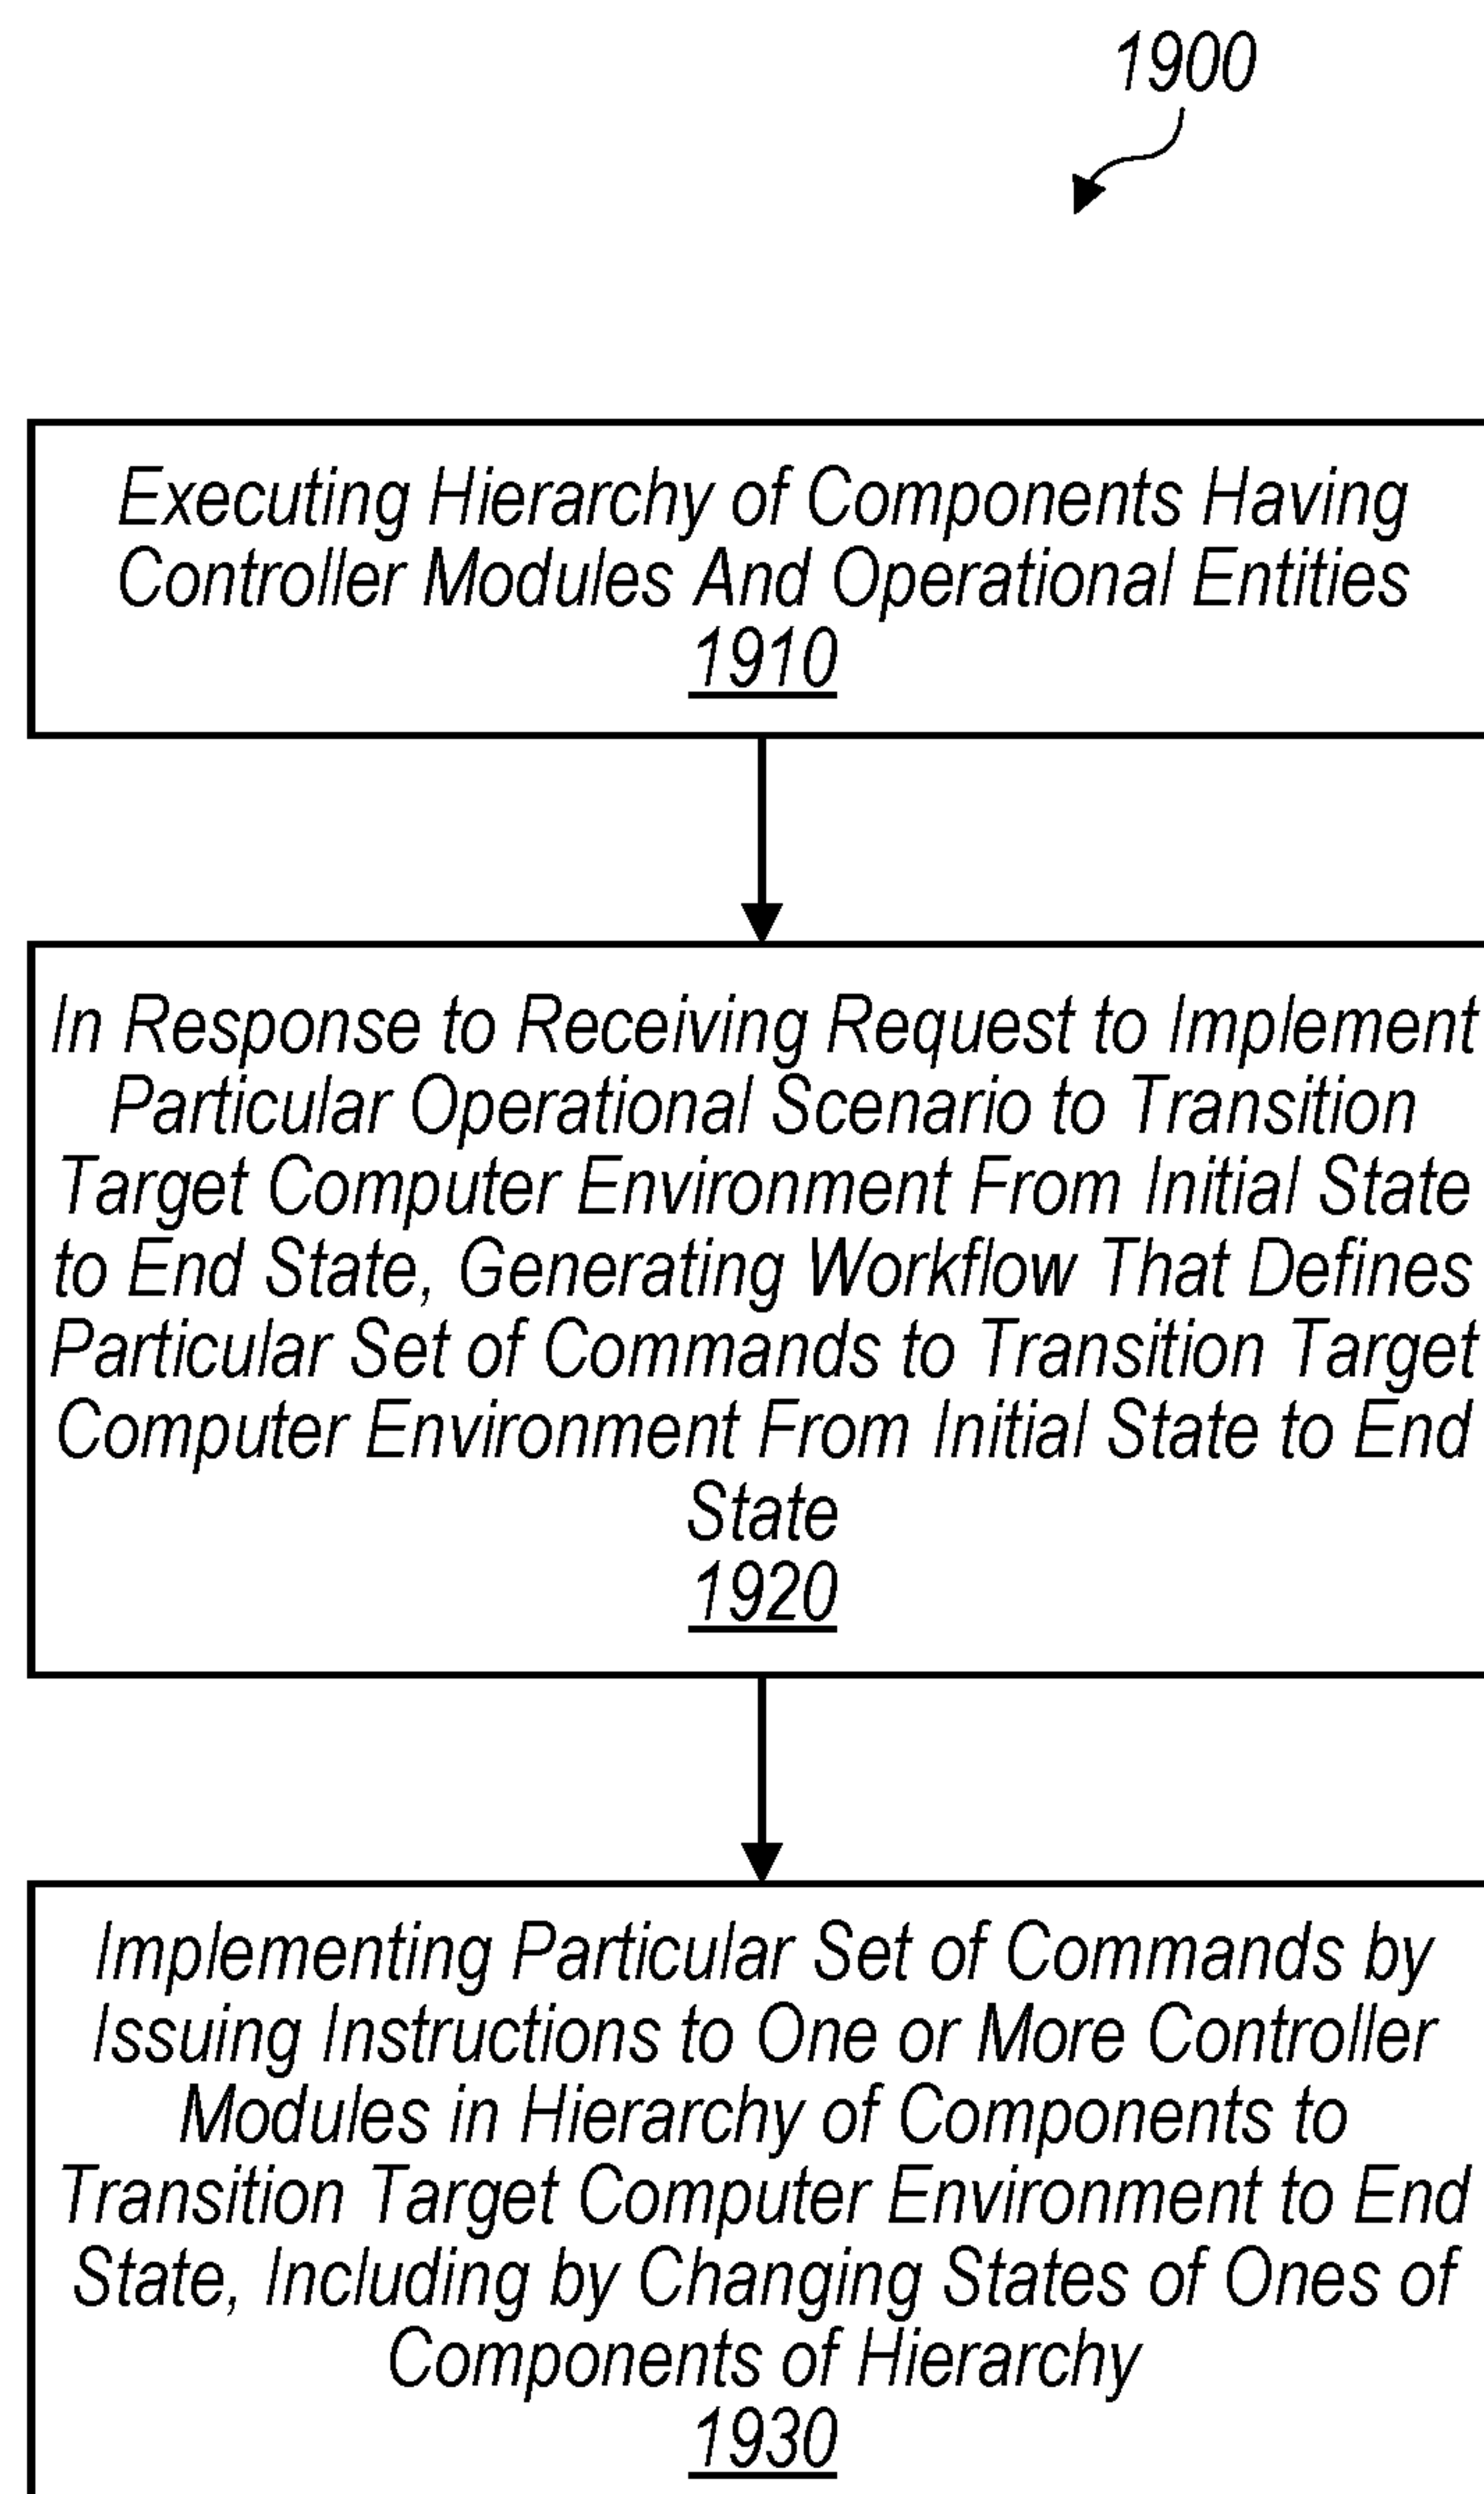 1900
Executing Hierarchy of Components Having
Controller Modules And Operational Entities
1910
In Response to Receiving Request to Implement
Particular Operational Scenario to Transition
Target Computer Environment From Initial State
to End State, Generating Workflow That Defines
Particular Set of Commands to Transition Target
Computer Environment From Initial State to End
State
1920
Implementing Particular Set of Commands by
Issuing Instructions to One or More Controller
Modules in Hierarchy of Components to
Transition Target Computer Environment to End
State, Including by Changing States of Ones of
Components of Hierarchy
1930